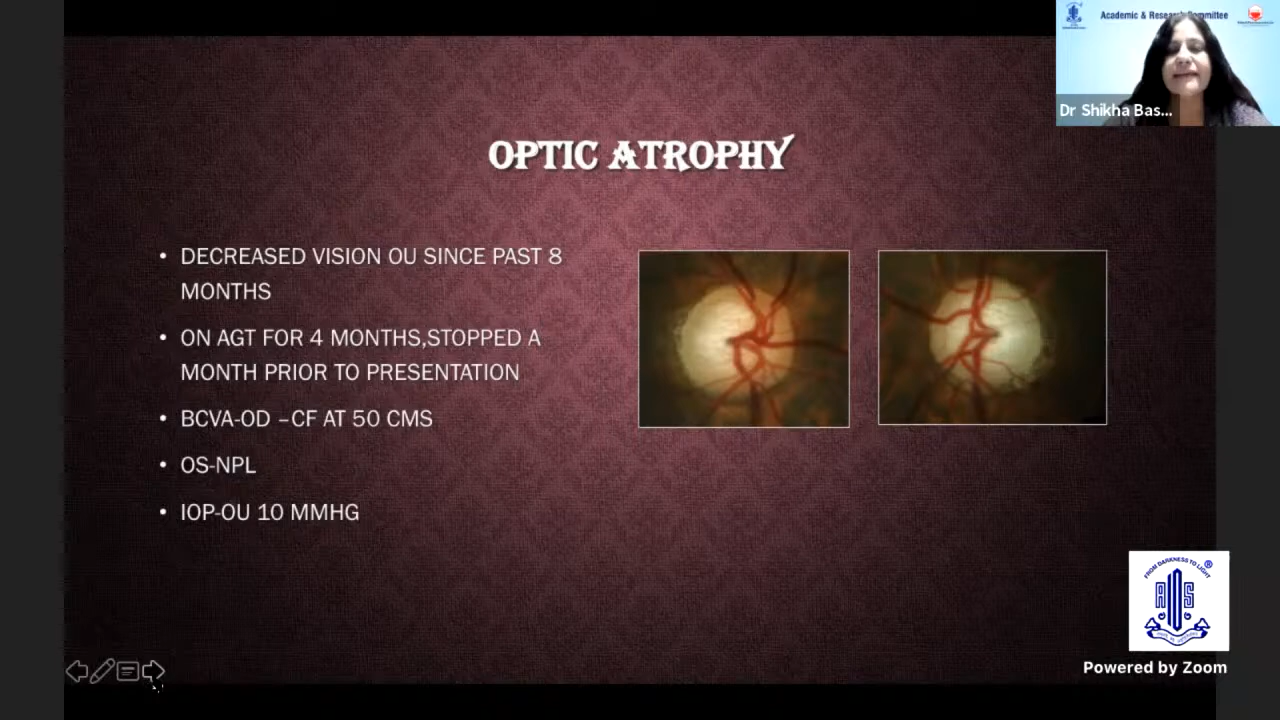 Academic & Research Committee
Dr Shikha Bas...
OPTIC ATROPHY
• DECREASED VISION OU SINCE PAST 8
MONTHS
• ON AGT FOR 4 MONTHS,STOPPED A
MONTH PRIOR TO PRESENTATION
• BCVA-OD –CF AT 50 CMS
• OS-NPL
• IOP-OU 10 MMHG
FROM DARKNESS TO LIGHT
®
AIOS
Powered by Zoom